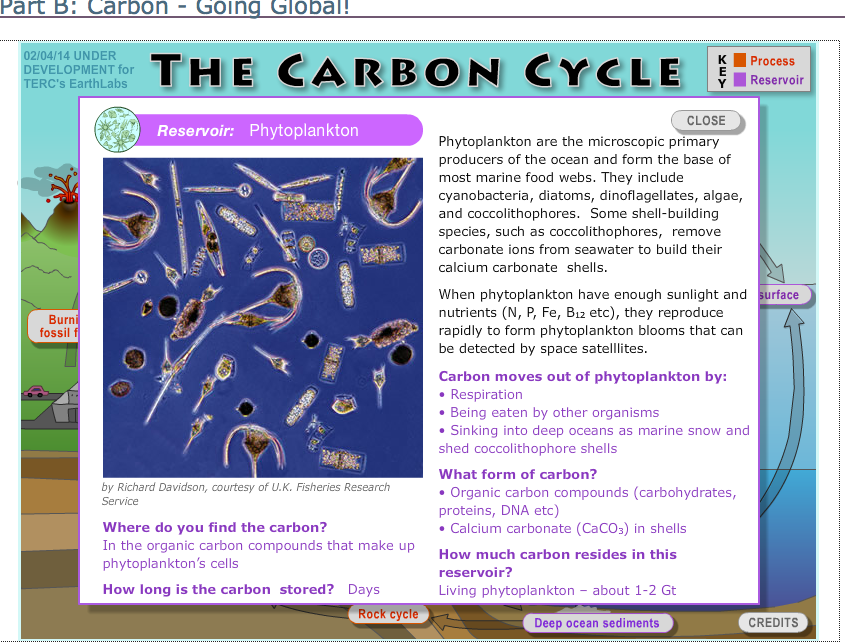 Part B: Carbon - Going Global!
02/04/14 UNDER
DEVELOPMENT for
TERC's EarthLabs
THE CARBON CYCLE
KEY
Process
Reservoir
Reservoir: Phytoplankton
CLOSE
by Richard Davidson, courtesy of U.K. Fisheries Research
Service
Where do you find the carbon?
In the organic carbon compounds that make up
phytoplankton's cells
How long is the carbon stored? Days
Phytoplankton are the microscopic primary
producers of the ocean and form the base of
most marine food webs. They include
cyanobacteria, diatoms, dinoflagellates, algae,
and coccolithophores. Some shell-building
species, such as coccolithophores, remove
carbonate ions from seawater to build their
calcium carbonate shells.
When phytoplankton have enough sunlight and
nutrients (N, P, Fe, B₁₂ etc), they reproduce
rapidly to form phytoplankton blooms that can
be detected by space satelllites.
Carbon moves out of phytoplankton by:
• Respiration
• Being eaten by other organisms
• Sinking into deep oceans as marine snow and
shed coccolithophore shells
What form of carbon?
• Organic carbon compounds (carbohydrates,
proteins, DNA etc)
• Calcium carbonate (CaCO₃) in shells
How much carbon resides in this
reservoir?
Living phytoplankton – about 1-2 Gt
Burni
fossil f
surface
Rock cycle
Deep ocean sediments
CREDITS